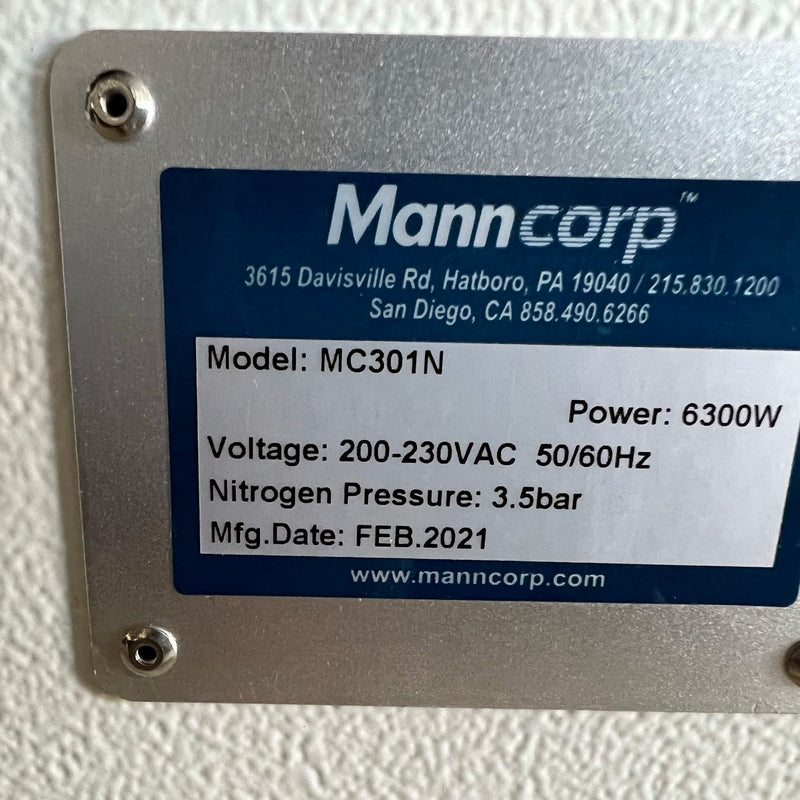 Manncorp™
3615 Davisville Rd, Hatboro, PA 19040 / 215.830.1200
San Diego, CA 858.490.6266
Model: MC301N
Power: 6300W
Voltage: 200-230VAC 50/60Hz
Nitrogen Pressure: 3.5bar
Mfg.Date: FEB.2021
www.manncorp.com